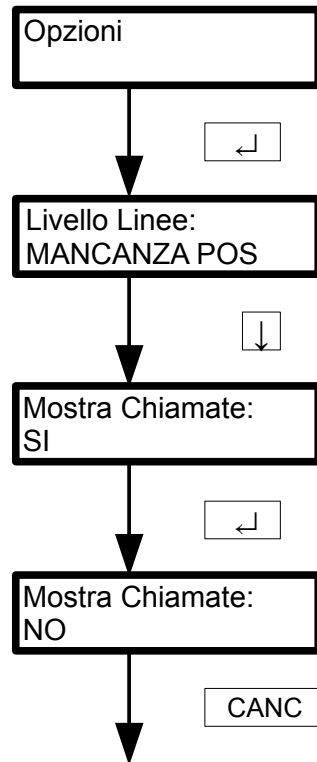 Opzioni
↵
Livello Linee:
MANCANZA POS
↓
Mostra Chiamate:
SI
↵
Mostra Chiamate:
NO
CANC